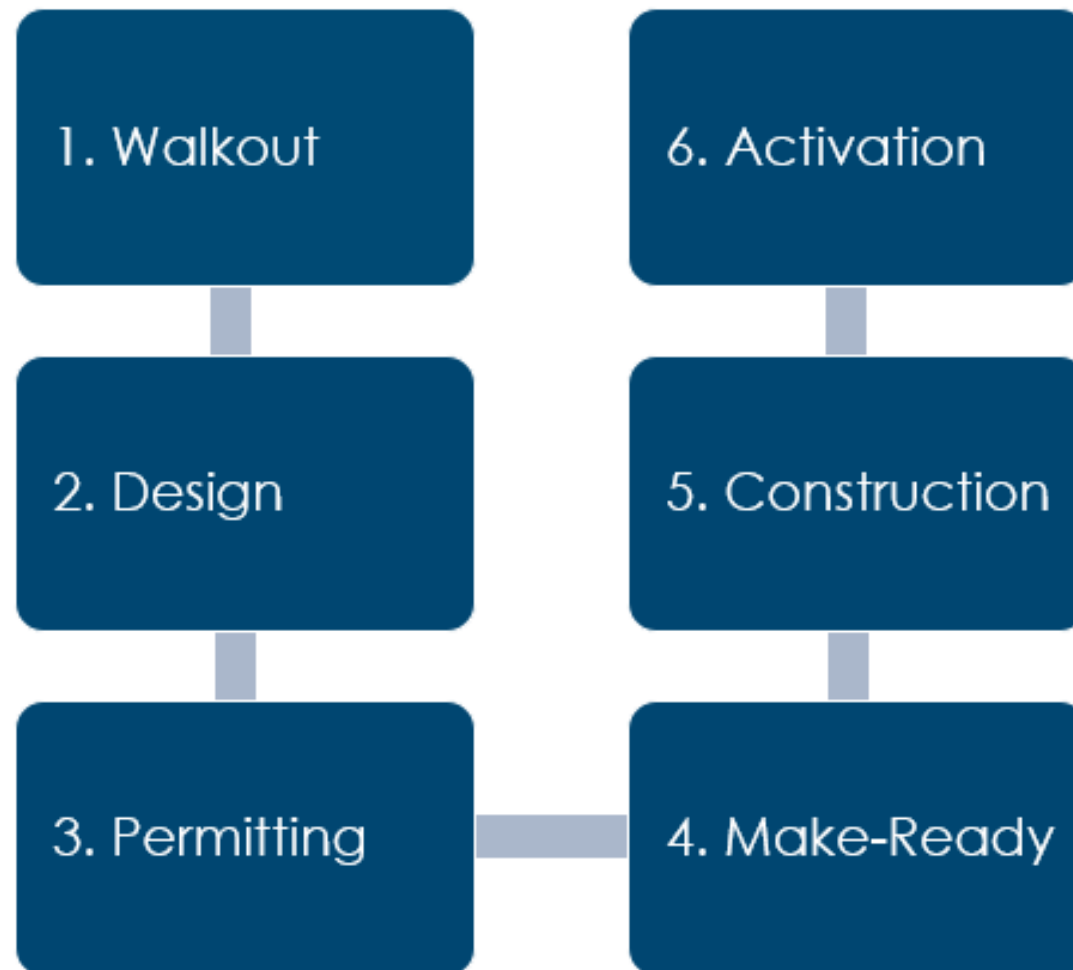 1. Walkout
2. Design
3. Permitting
4. Make-Ready
5. Construction
6. Activation